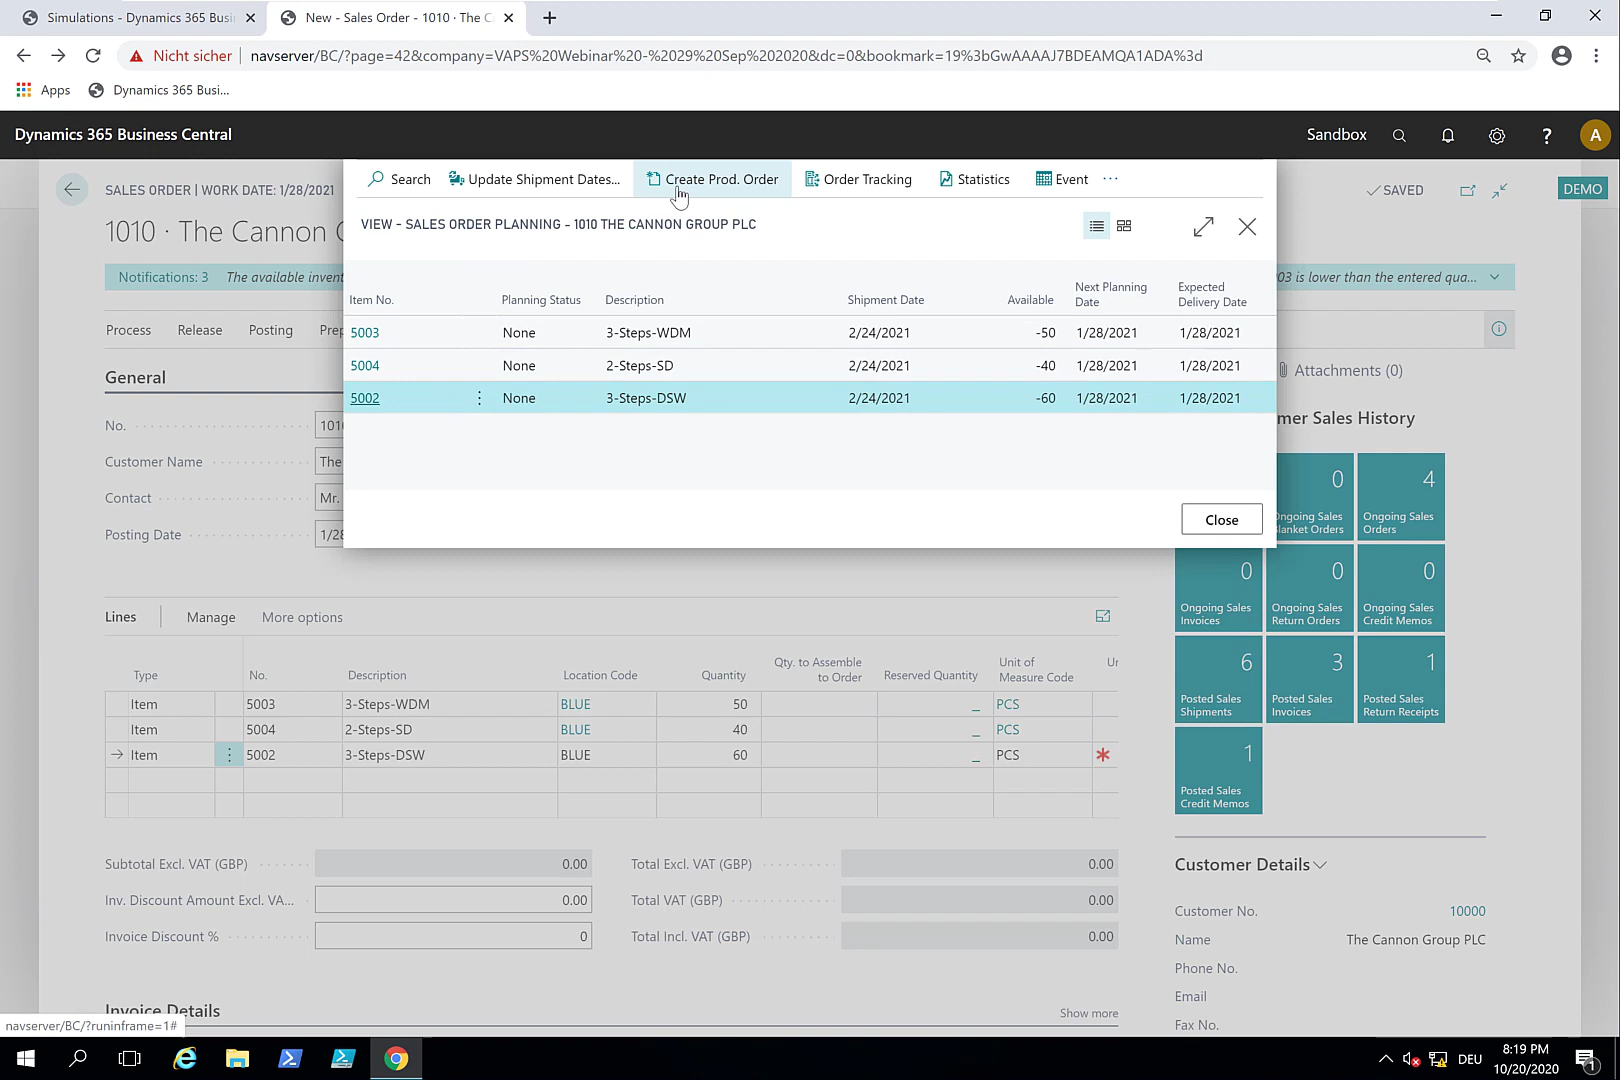 Simulations - Dynamics 365 Busi
New - Sales Order - 1010 · The C
Nicht sicher
navserver/BC/?page=42&company=VAPS%20Webinar%20-%2029%20Sep%202020&dc=0&bookmark=19%3bGwAAAAJ7BDEAMQA1ADA%3d
Apps
Dynamics 365 Busi...
Dynamics 365 Business Central
Sandbox
?
A
Search
Update Shipment Dates...
Create Prod. Order
Order Tracking
Statistics
Event
SALES ORDER | WORK DATE: 1/28/2021
SAVED
DEMO
VIEW - SALES ORDER PLANNING - 1010 THE CANNON GROUP PLC
1010 · The Cannon G
Notifications: 3
The available invent
03 is lower than the entered qua...
Item No.
Planning Status
Description
Shipment Date
Available
Next Planning Date
Expected Delivery Date
5003 None 3-Steps-WDM 2/24/2021 -50 1/28/2021 1/28/2021
5004 None 2-Steps-SD 2/24/2021 -40 1/28/2021 1/28/2021
5002 None 3-Steps-DSW 2/24/2021 -60 1/28/2021 1/28/2021
Close
Process
Release
Posting
Prep
Attachments (0)
General
No.
1010
Customer Name
The
Contact
Mr.
Posting Date
1/28
mer Sales History
0
Ongoing Sales
Blanket Orders
4
Ongoing Sales
Orders
0
Ongoing Sales
Invoices
0
Ongoing Sales
Return Orders
0
Ongoing Sales
Credit Memos
6
Posted Sales
Shipments
3
Posted Sales
Invoices
1
Posted Sales
Return Receipts
1
Posted Sales
Credit Memos
Lines
Manage
More options
Type
No.
Description
Location Code
Quantity
Qty. to Assemble
to Order
Reserved Quantity
Unit of
Measure Code
Ur
Item 5003 3-Steps-WDM BLUE 50 _ PCS
Item 5004 2-Steps-SD BLUE 40 _ PCS
Item 5002 3-Steps-DSW BLUE 60 _ PCS
Subtotal Excl. VAT (GBP) 0.00
Total Excl. VAT (GBP) 0.00
Inv. Discount Amount Excl. VA... 0.00
Total VAT (GBP) 0.00
Invoice Discount % 0
Total Incl. VAT (GBP) 0.00
Invoice Details
Show more
Customer Details
Customer No. 10000
Name The Cannon Group PLC
Phone No.
Email
Fax No.
navserver/BC/?runinframe=1#
DEU
8:19 PM
10/20/2020
1